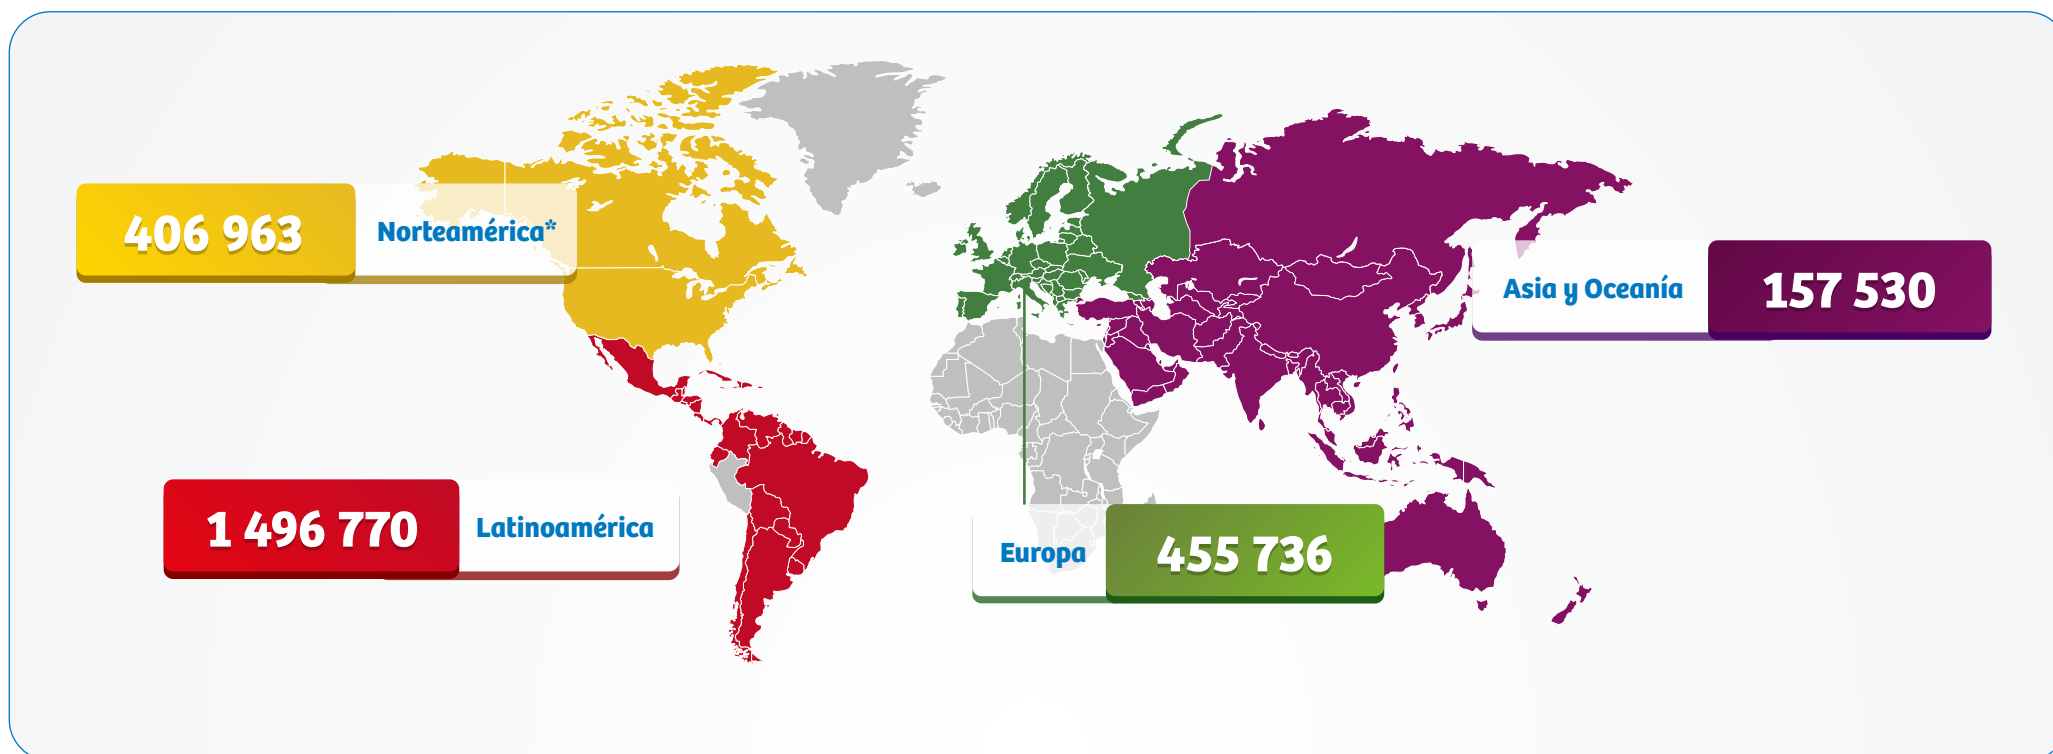 406 963 Norteamérica*
Asia y Oceanía 157 530
1 496 770 Latinoamérica
Europa 455 736